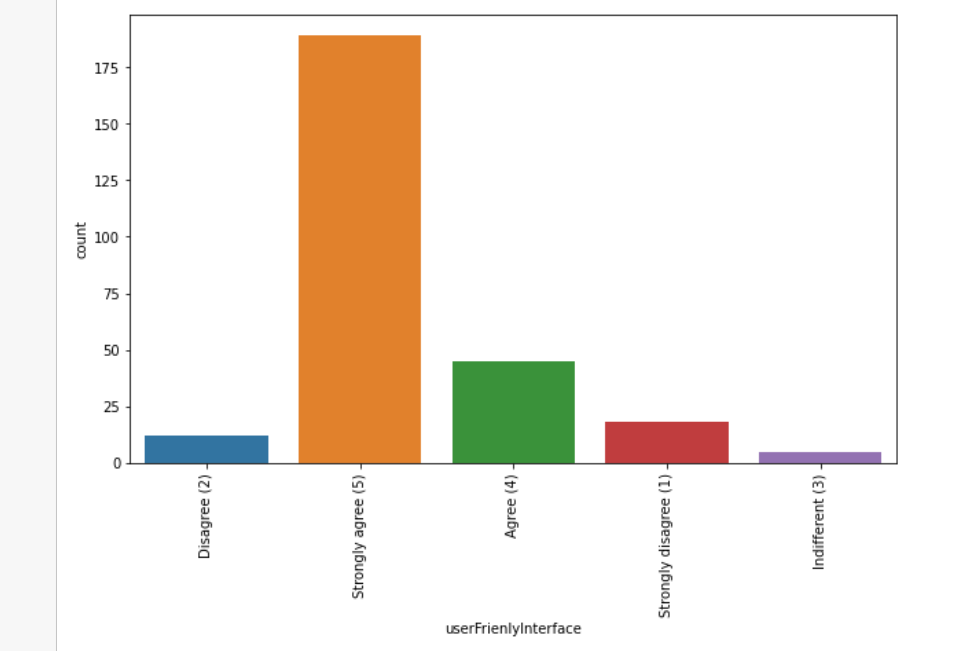 175
150
125
100
75
50
25
0
count
Disagree (2)
Strongly agree (5)
Agree (4)
Strongly disagree (1)
Indifferent (3)
userFrienlyInterface